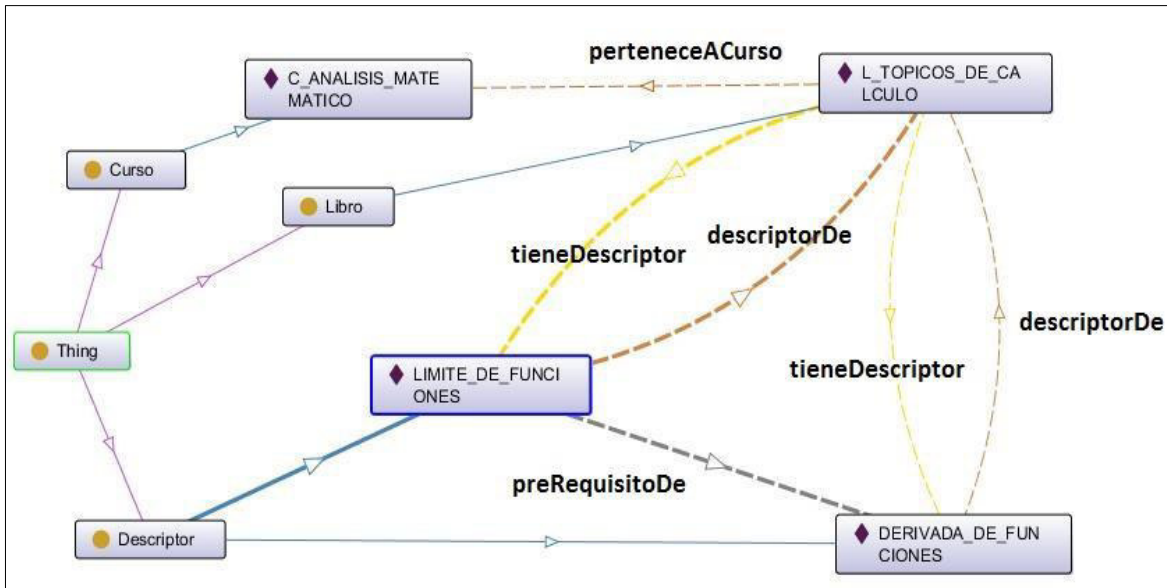 perteneceACurso
C_ANALISIS_MATE
MATICO
L_TOPICOS_DE_CA
LCULO
Curso
Libro
tieneDescriptor
descriptorDe
descriptorDe
Thing
LIMITE_DE_FUNCI
ONES
tieneDescriptor
preRequisitoDe
Descriptor
DERIVADA_DE_FUN
CIONES